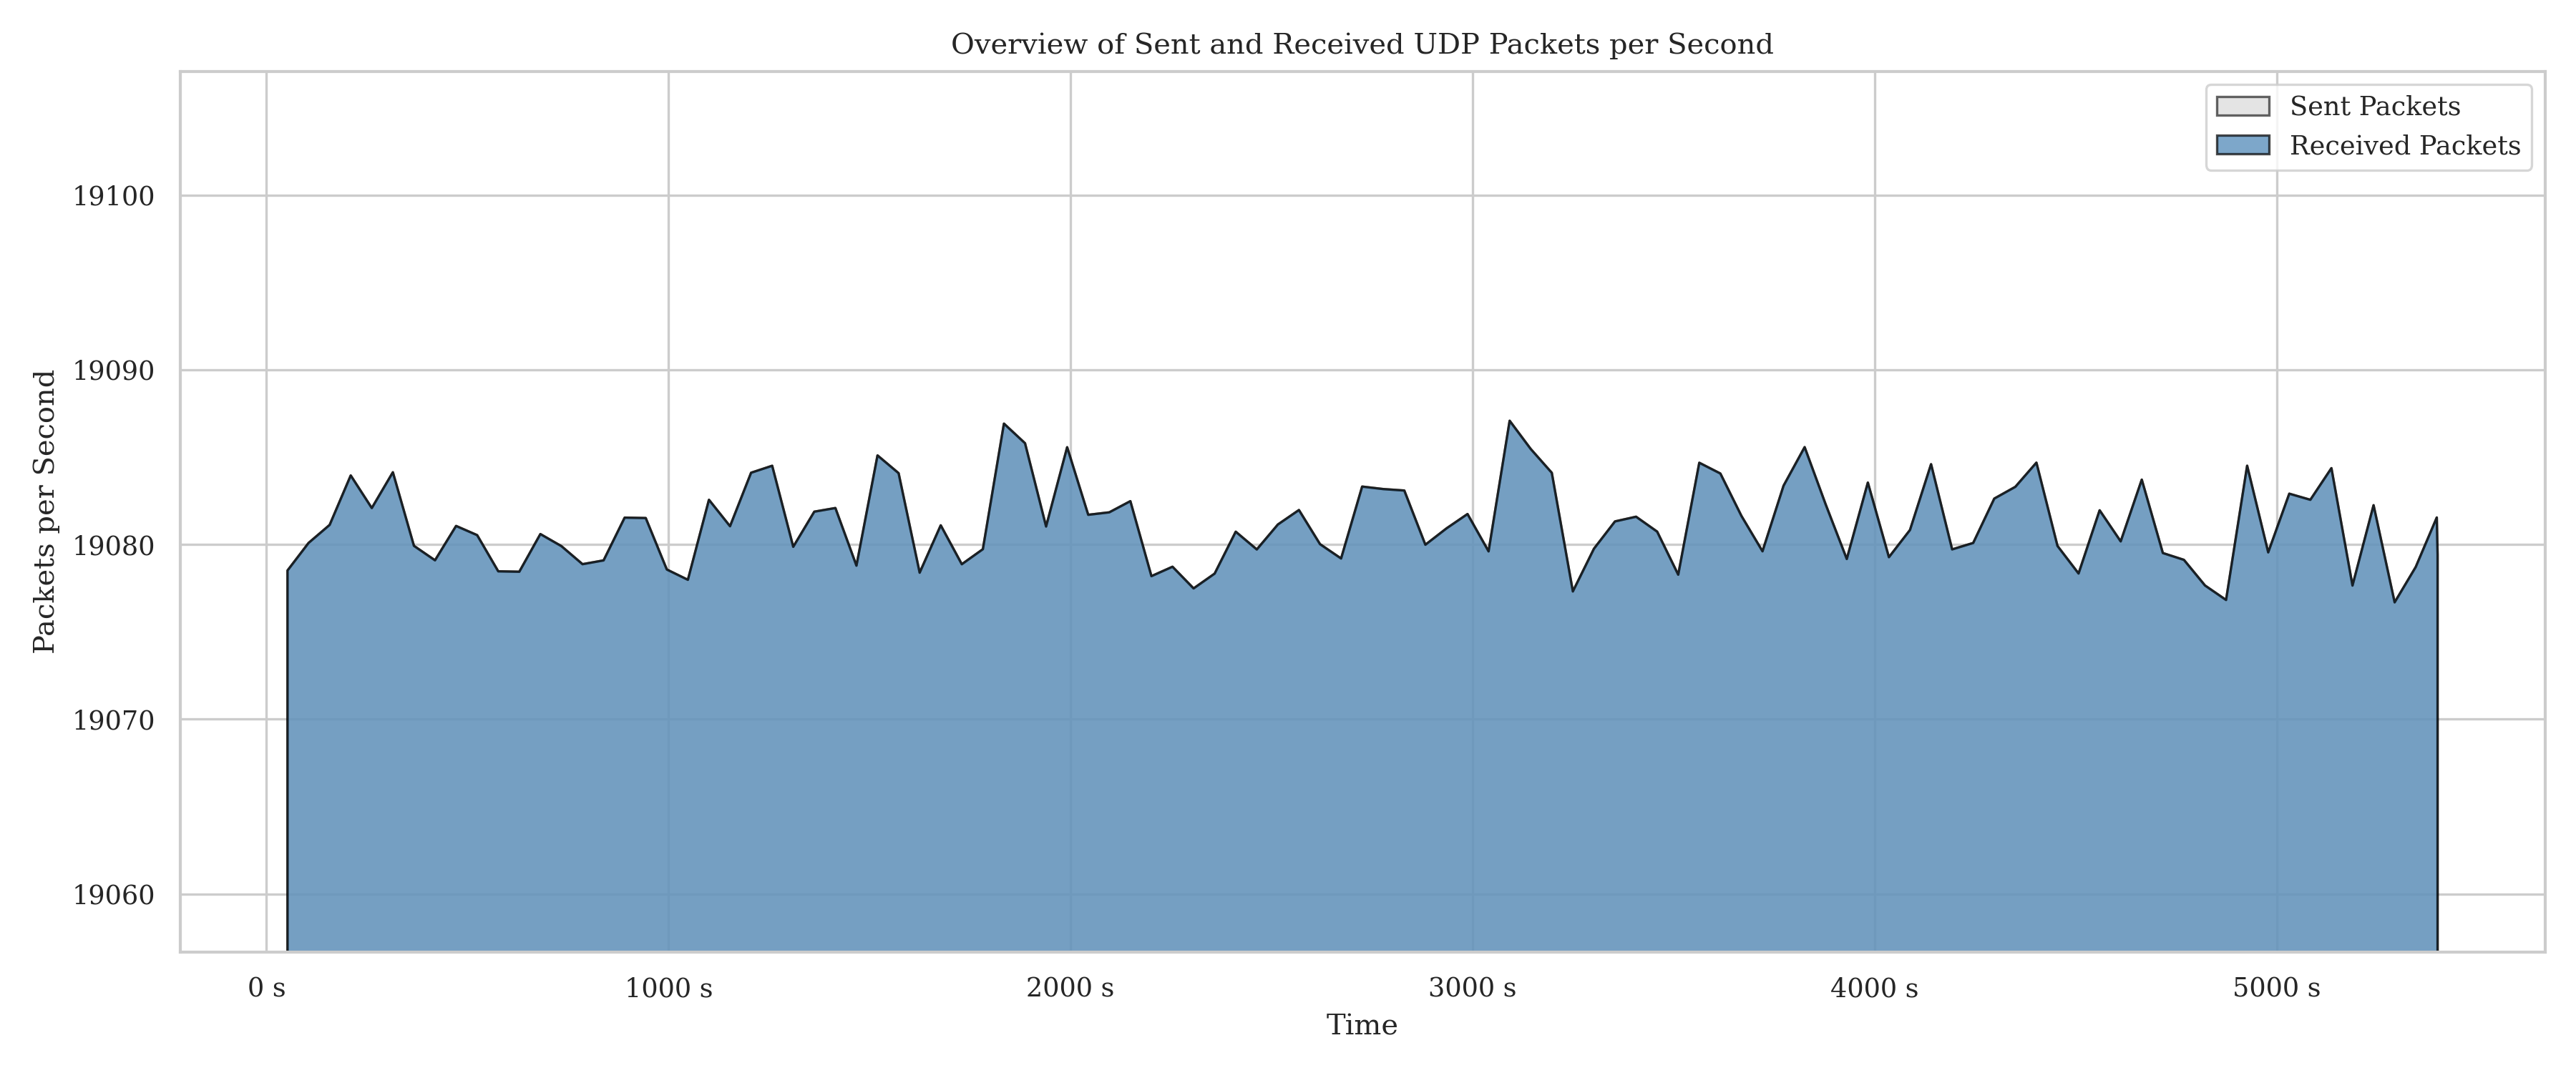 Overview of Sent and Received UDP Packets per Second
Sent Packets
Received Packets
Packets per Second
19100
19090
19080
19070
19060
0 s
1000 s
2000 s
3000 s
4000 s
5000 s
Time